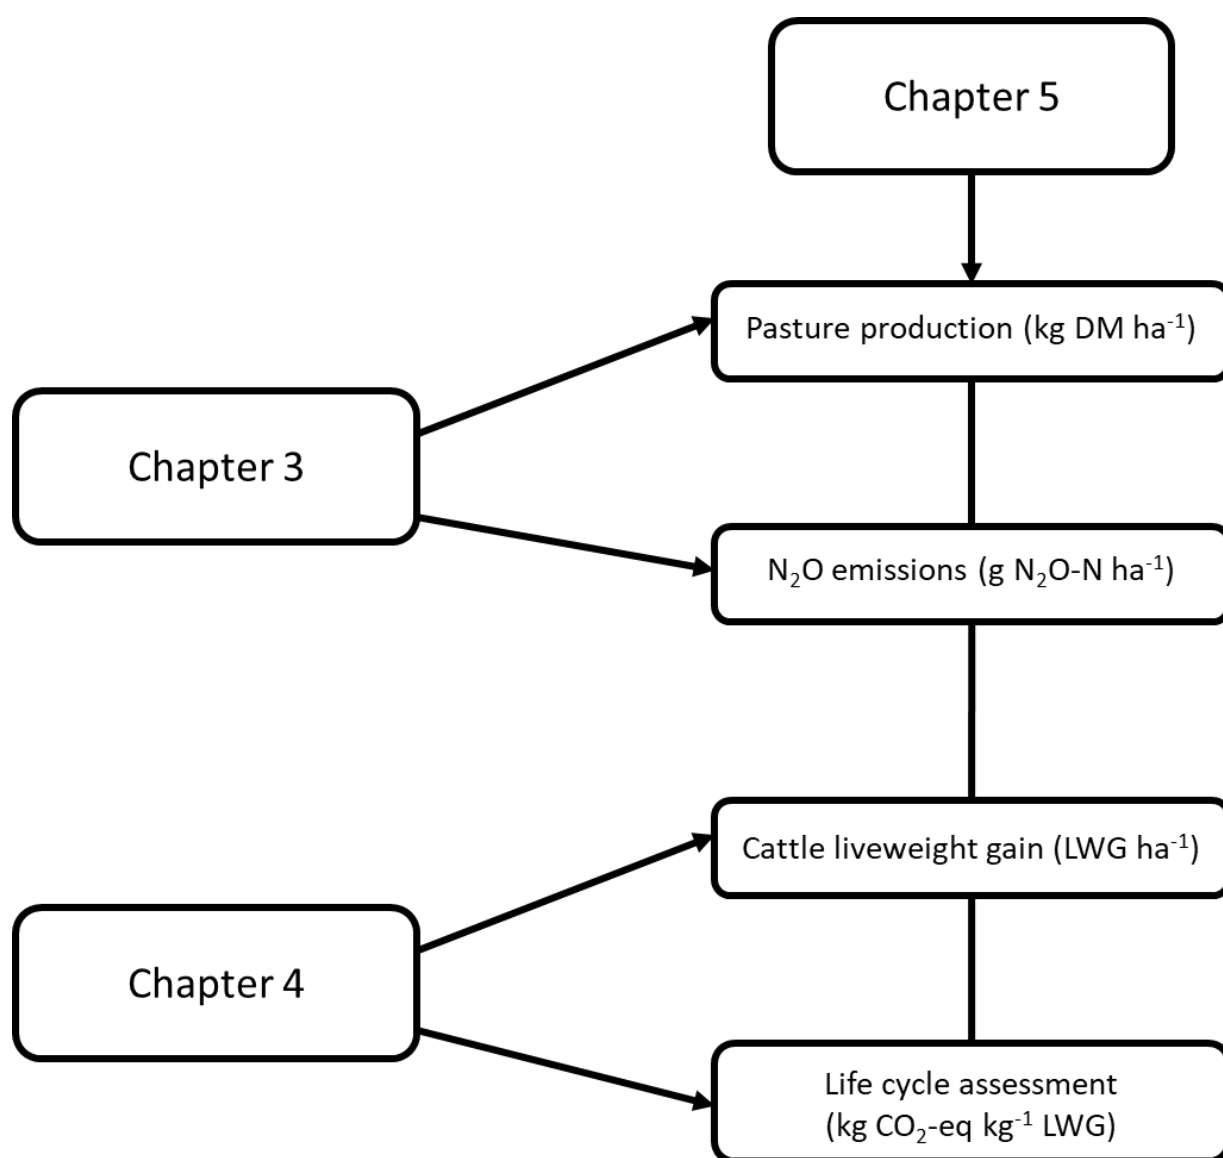 Chapter 5
Pasture production (kg DM ha⁻¹)
Chapter 3
N₂O emissions (g N₂O-N ha⁻¹)
Cattle liveweight gain (LWG ha⁻¹)
Chapter 4
Life cycle assessment
(kg CO₂-eq kg⁻¹ LWG)